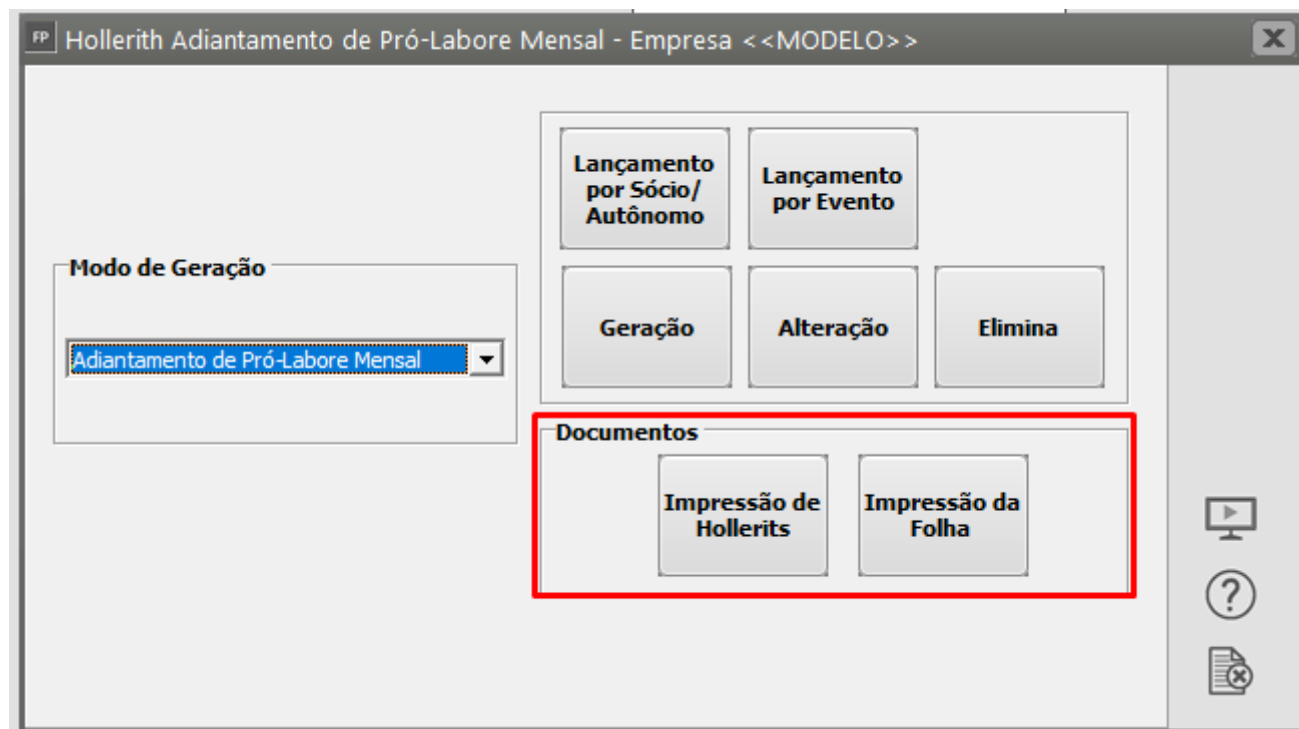 FP Hollerith Adiantamento de Pró-Labore Mensal - Empresa <<MODELO>>
Modo de Geração
Adiantamento de Pró-Labore Mensal
Lançamento
por Sócio/
Autônomo
Lançamento
por Evento
Geração
Alteração
Elimina
Documentos
Impressão de
Hollerits
Impressão da
Folha
?